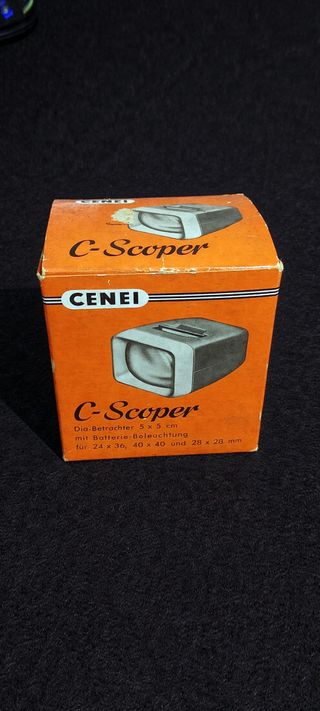 CENEI
C-Scoper
CENEI
C-Scoper
Dia-Betrachter 5 x 5 cm
mit Batterie-Beleuchtung
für 24 x 36, 40 x 40 und 28 x 28 mm